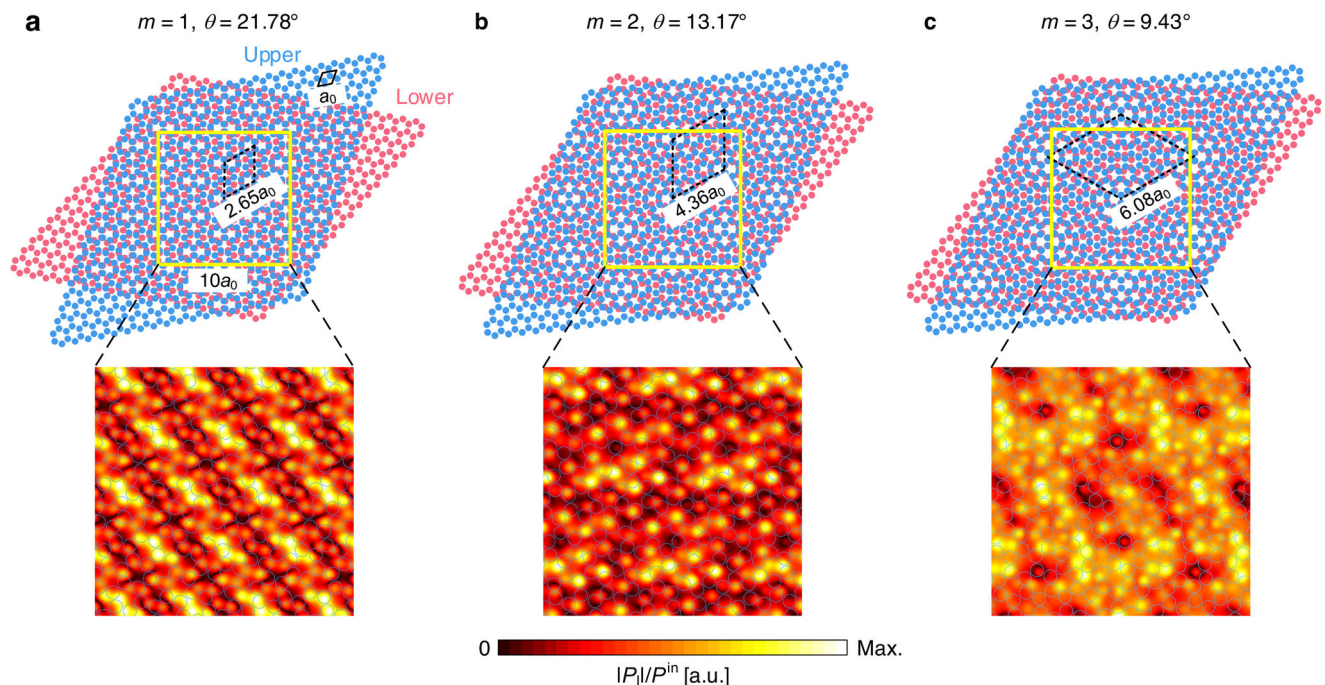 a
m = 1, θ = 21.78°
Upper
a₀
Lower
2.65a₀
10a₀
b
m = 2, θ = 13.17°
4.36a₀
c
m = 3, θ = 9.43°
6.08a₀
0
Max.
|Pₗ|/Pⁱⁿ [a.u.]